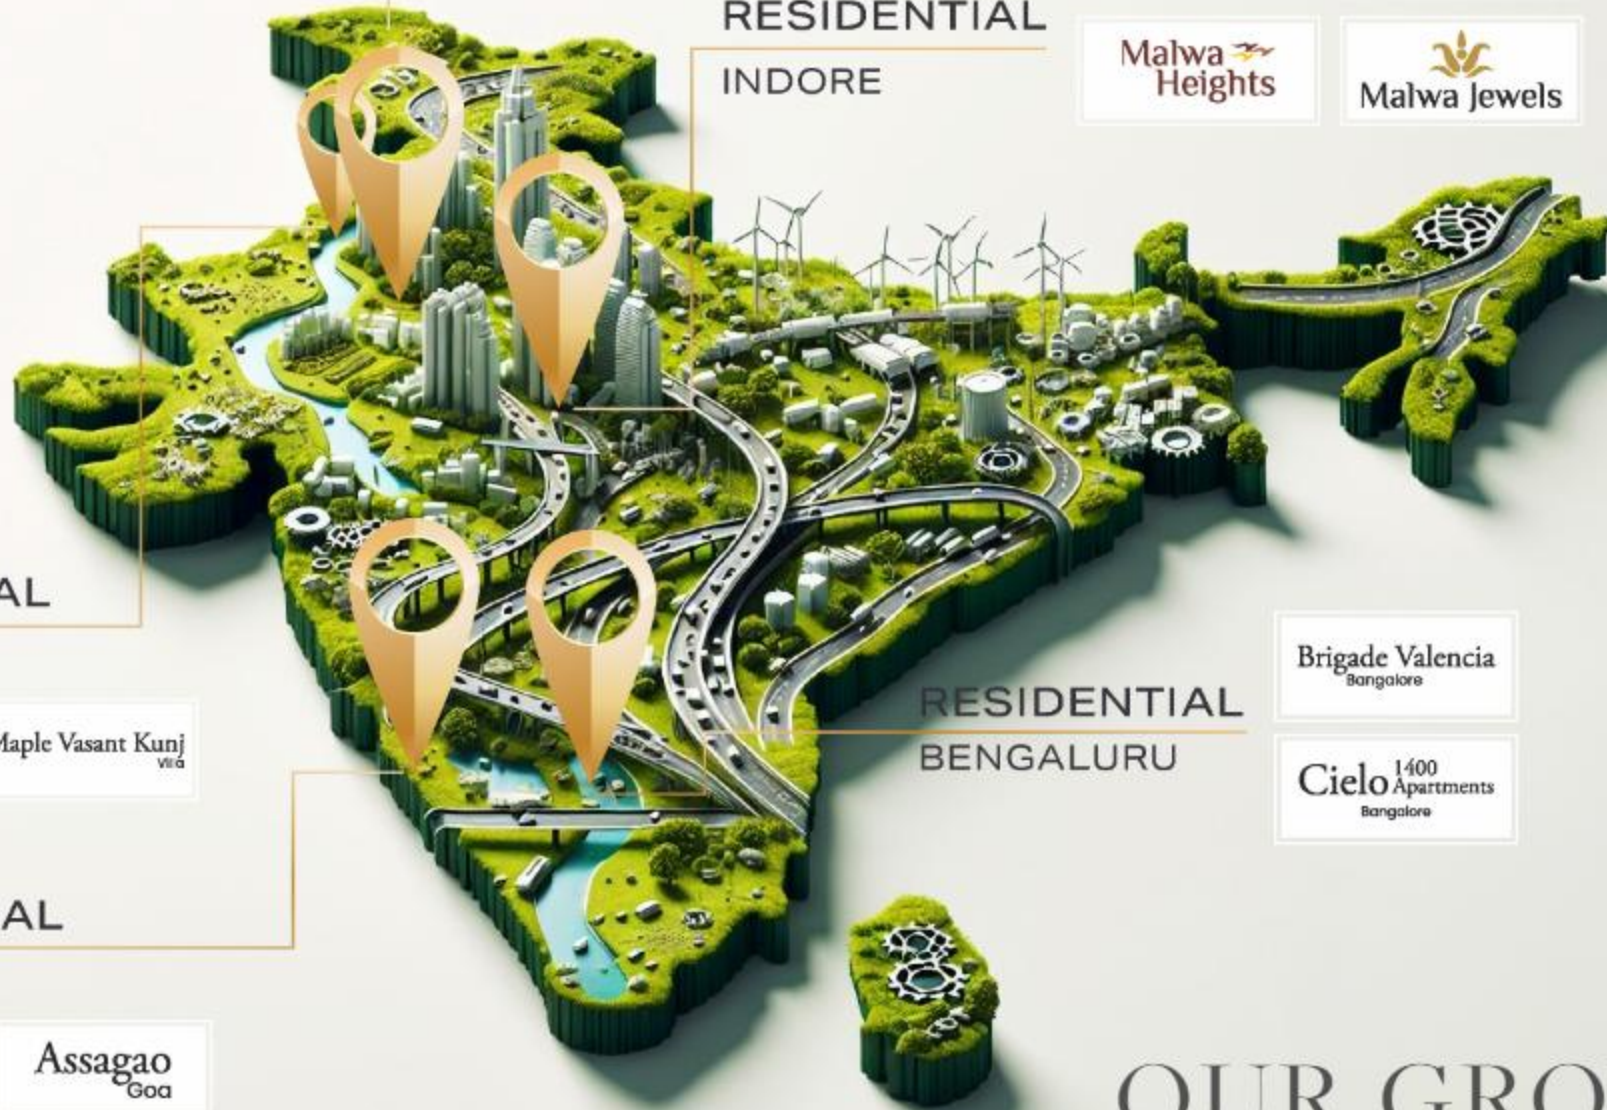 RESIDENTIAL
INDORE
Malwa
Heights
Malwa Jewels
AL
Maple Vasant Kunj
Villa
RESIDENTIAL
BENGALURU
Brigade Valencia
Bangalore
Cielo 1400
Apartments
Bangalore
AL
Assagao
Goa
OUR GRO